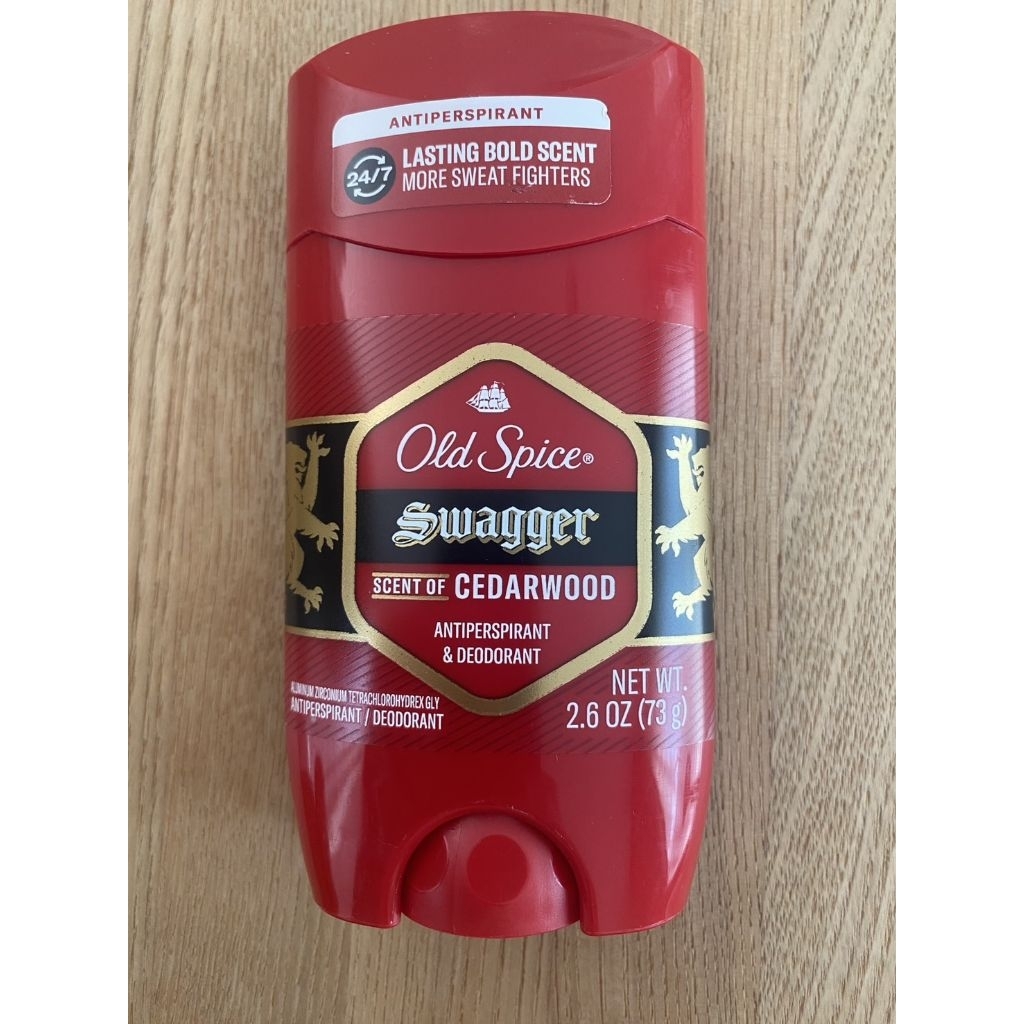 ANTIPERSPIRANT
24/7
LASTING BOLD SCENT
MORE SWEAT FIGHTERS
Old Spice®
Swagger
SCENT OF CEDARWOOD
ANTIPERSPIRANT
& DEODORANT
ALUMINUM ZIRCONIUM TETRACHLOROHYDREX GLY
ANTIPERSPIRANT / DEODORANT
NET WT.
2.6 OZ (73 g)